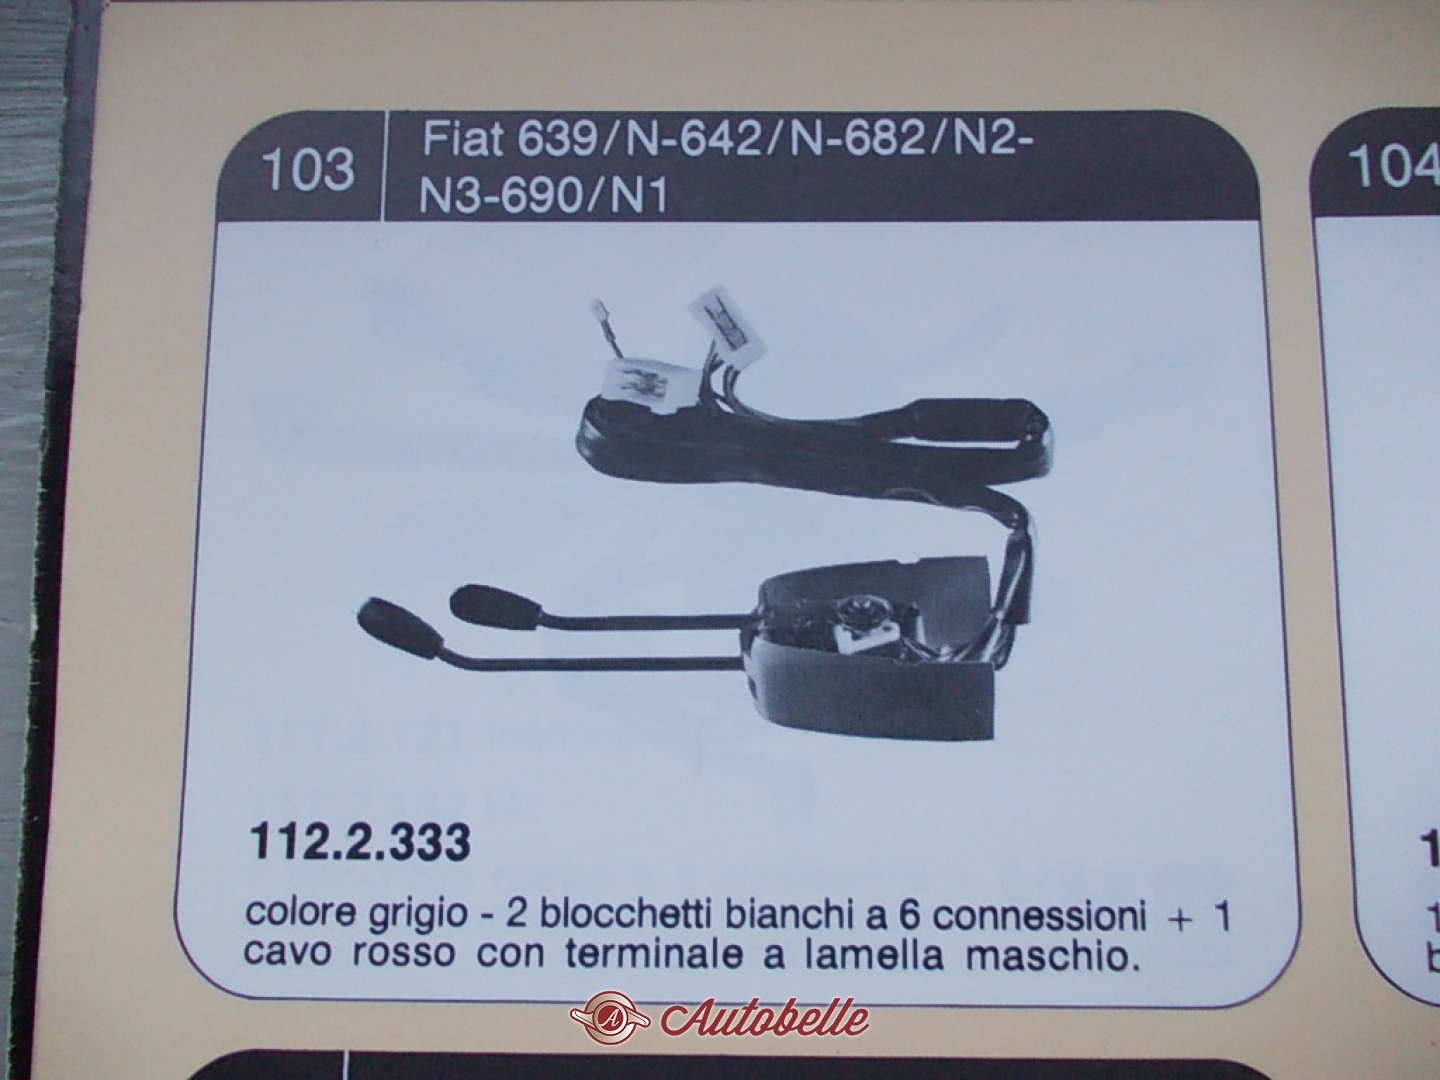 103
Fiat 639/N-642/N-682/N2-
N3-690/N1
104
112.2.333
colore grigio - 2 blocchetti bianchi a 6 connessioni + 1
cavo rosso con terminale a lamella maschio.
A
Autobelle